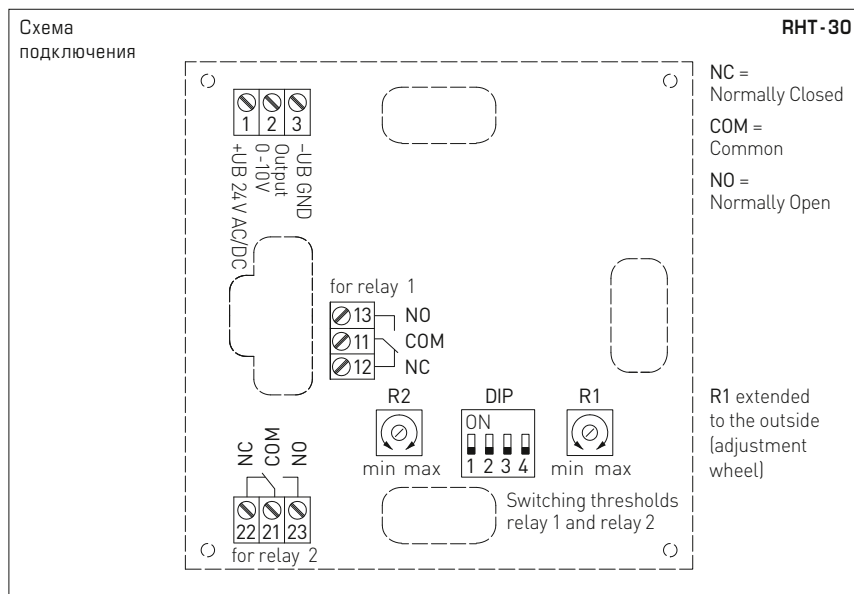 Схема
подключения
RHT-30
NC =
Normally Closed
COM =
Common
NO =
Normally Open
1 2 3
+UB 24V AC/DC
Output
0-10V
-UB GND
for relay 1
13 NO
11 COM
12 NC
R2
DIP
R1
ON
1 2 3 4
min max
min max
R1 extended
to the outside
(adjustment
wheel)
Switching thresholds
relay 1 and relay 2
NC COM NO
22 21 23
for relay 2